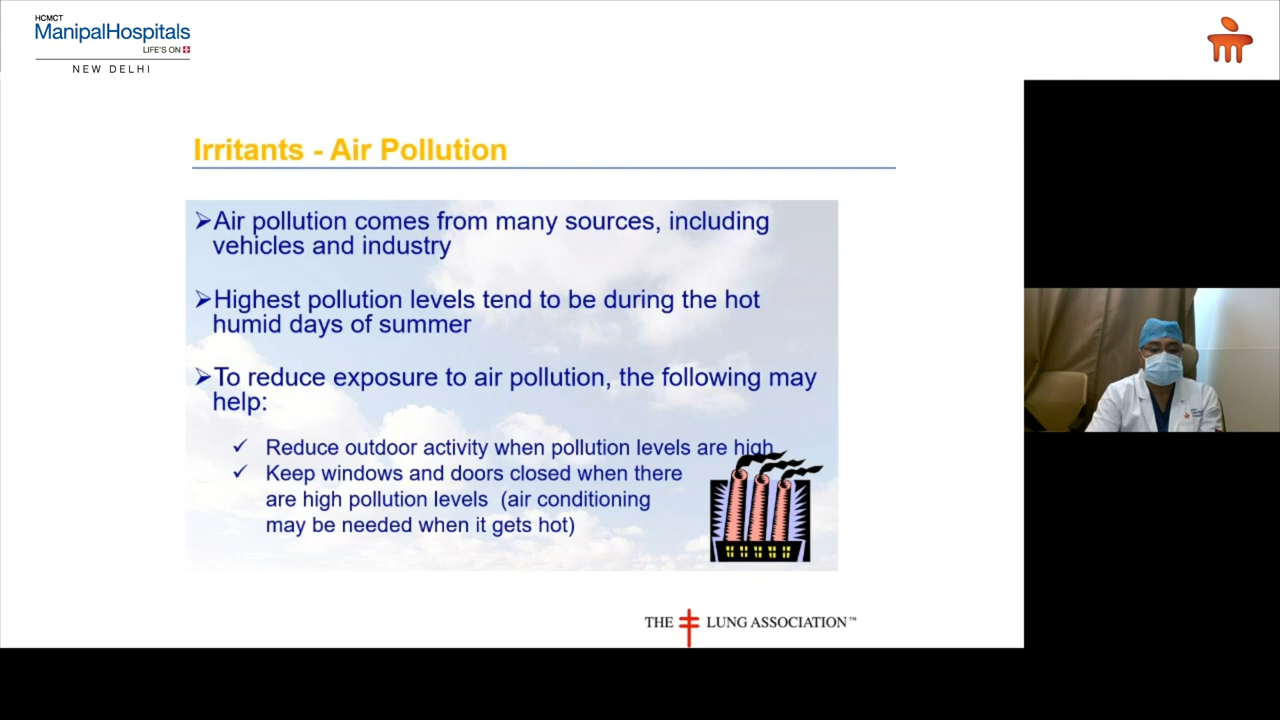 HCMCT
ManipalHospitals
LIFE'S ON
NEW DELHI
Irritants - Air Pollution
➢Air pollution comes from many sources, including
vehicles and industry
➢Highest pollution levels tend to be during the hot
humid days of summer
➢To reduce exposure to air pollution, the following may
help:
✓ Reduce outdoor activity when pollution levels are high
✓ Keep windows and doors closed when there
are high pollution levels (air conditioning
may be needed when it gets hot)
THE LUNG ASSOCIATION™